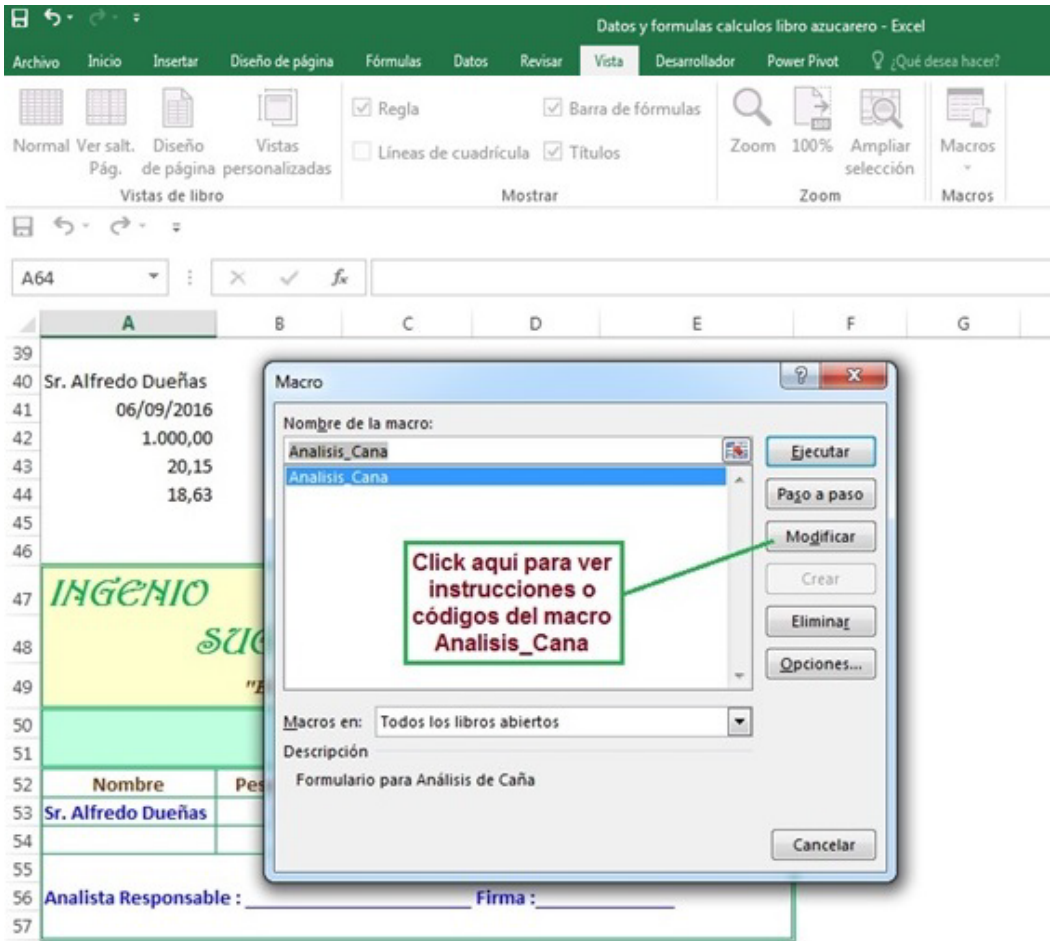 Datos y formulas calculos libro azucarero - Excel
Archivo Inicio Insertar Diseño de página Fórmulas Datos Revisar Vista Desarrollador Power Pivot ¿Qué desea hacer?
Regla Barra de fórmulas
Normal Ver salt. Diseño Vistas Líneas de cuadrícula Títulos Zoom 100% Ampliar Macros
Pág. de página personalizadas selección
Vistas de libro Mostrar Zoom Macros
A64 fx
A B C D E F G
39
40 Sr. Alfredo Dueñas
41 06/09/2016
42 1.000,00
43 20,15
44 18,63
45
46
47 INGENIO
48
49
50
51
52 Nombre
53 Sr. Alfredo Dueñas
54
55
56 Analista Responsable : Firma :
57
Macro
Nombre de la macro:
Analisis_Cana
Analisis_Cana
Ejecutar
Paso a paso
Modificar
Crear
Eliminar
Opciones...
Click aquí para ver
instrucciones o
códigos del macro
Analisis_Cana
Macros en: Todos los libros abiertos
Descripción
Formulario para Análisis de Caña
Cancelar